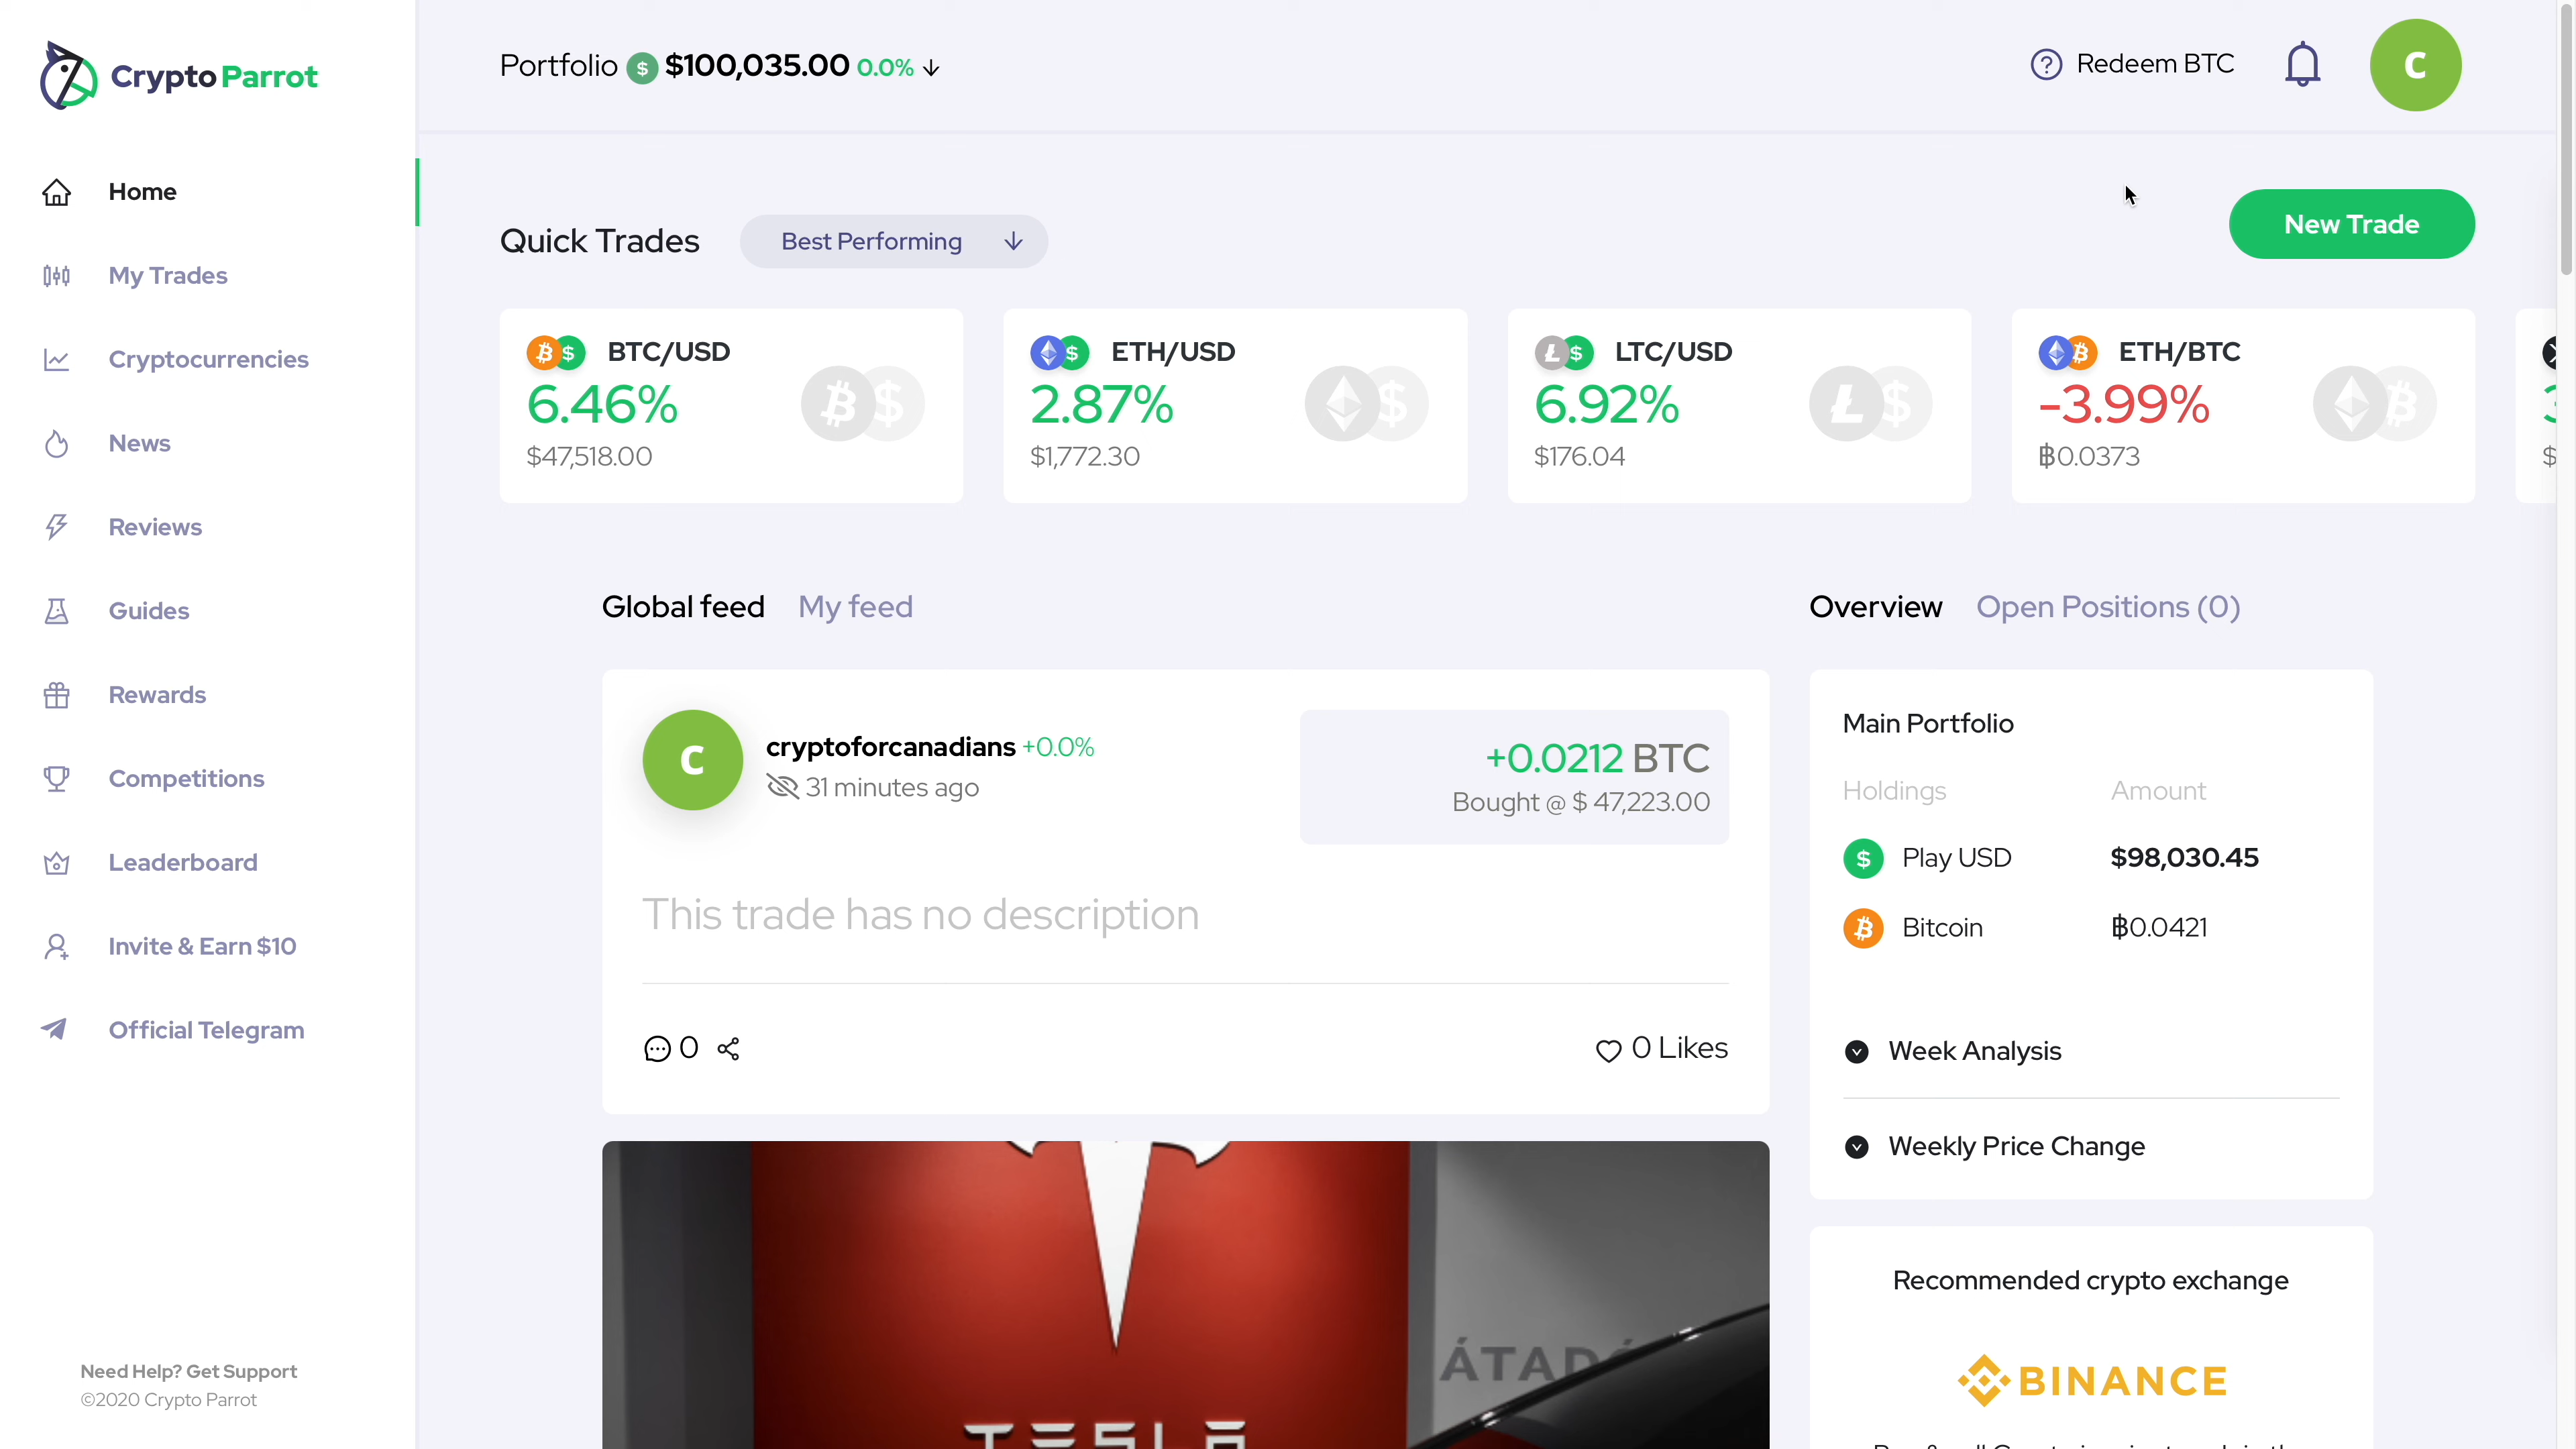 Crypto Parrot
Home
My Trades
Cryptocurrencies
News
Reviews
Guides
Rewards
Competitions
Leaderboard
Invite & Earn $10
Official Telegram
Need Help? Get Support
©2020 Crypto Parrot
Portfolio $ $100,035.00 0.0%
Redeem BTC
C
Quick Trades
Best Performing
New Trade
BTC/USD
6.46%
$47,518.00
ETH/USD
2.87%
$1,772.30
LTC/USD
6.92%
$176.04
ETH/BTC
-3.99%
฿0.0373
$
Global feed My feed
C
cryptoforcanadians +0.0%
31 minutes ago
+0.0212 BTC
Bought @ $ 47,223.00
This trade has no description
0
0 Likes
TESLA
Overview Open Positions (0)
Main Portfolio
Holdings Amount
Play USD $98,030.45
Bitcoin ฿0.0421
Week Analysis
Weekly Price Change
Recommended crypto exchange
BINANCE